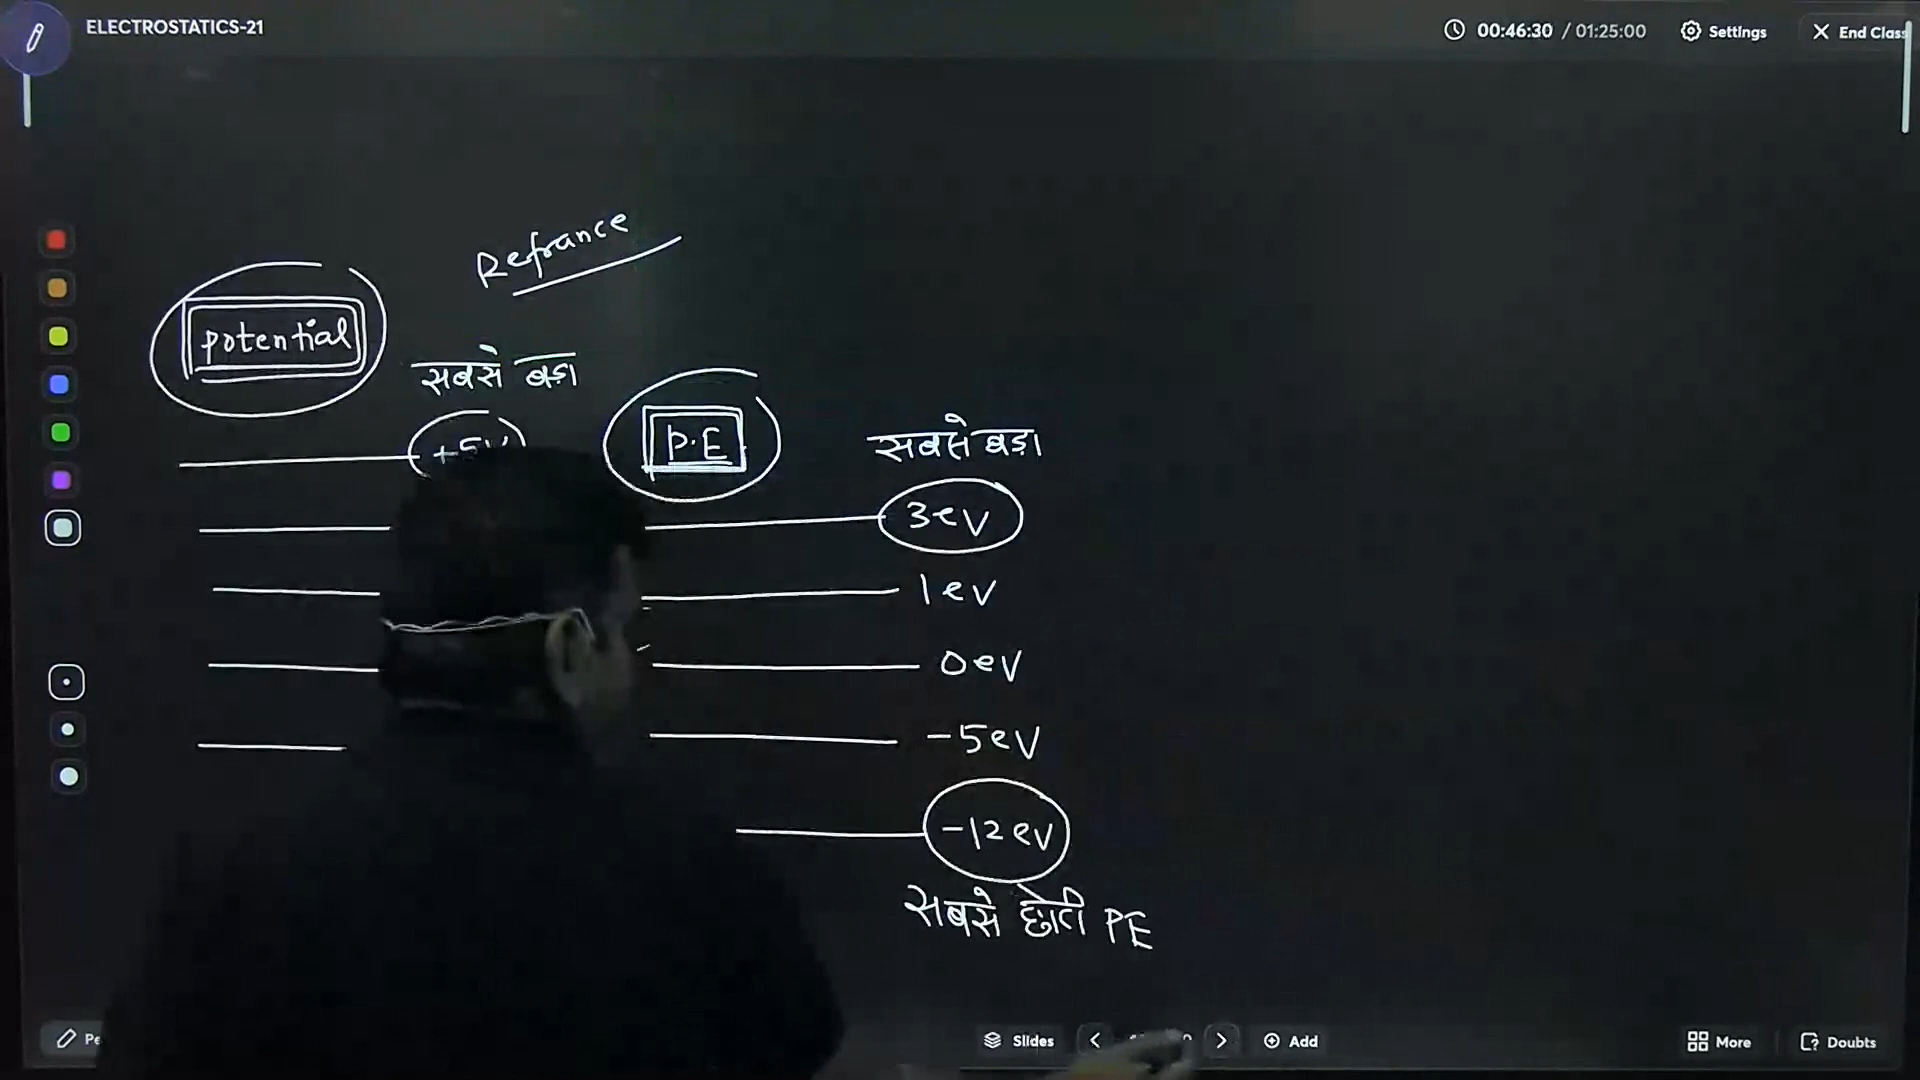 ELECTROSTATICS-21
00:46:30 / 01:25:00
Settings
End Class
Refrance
potential
सबसे बड़ा
+5v
P.E
सबसे बड़ा
3ev
1ev
0ev
-5ev
-12ev
सबसे छोटी PE
Slides
Add
More
Doubts